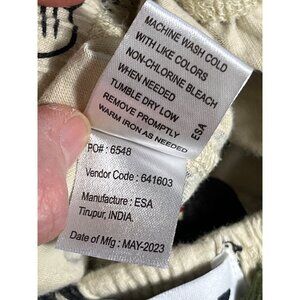 MACHINE WASH COLD
WITH LIKE COLORS
NON-CHLORINE BLEACH
WHEN NEEDED
TUMBLE DRY LOW
REMOVE PROMPTLY
WARM IRON AS NEEDED
ESA
PO# : 6548
Vendor Code : 641603
Manufacture : ESA
Tirupur, INDIA.
Date of Mfg : MAY-2023